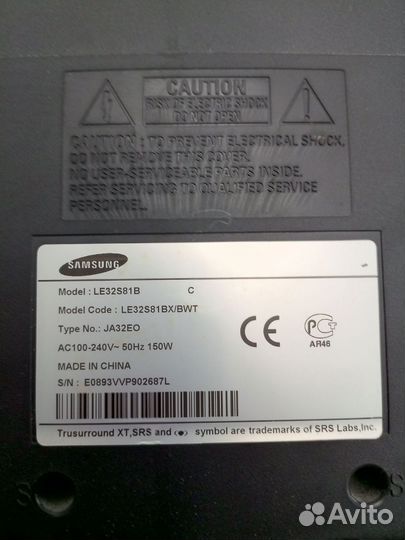 CAUTION
RISK OF ELECTRIC SHOCK
DO NOT OPEN
CAUTION : TO PREVENT ELECTRICAL SHOCK,
DO NOT REMOVE THIS COVER.
NO USER-SERVICEABLE PARTS INSIDE.
REFER SERVICING TO QUALIFIED SERVICE
PERSONNEL.
SAMSUNG
Model : LE32S81B C
Model Code : LE32S81BX/BWT
Type No.: JA32EO
AC100-240V~ 50Hz 150W
MADE IN CHINA
S/N : E0893VVP902687L
CE
РСТ
АЯ46
Trusurround XT,SRS and (●) symbol are trademarks of SRS Labs,Inc.
S
S
Avito